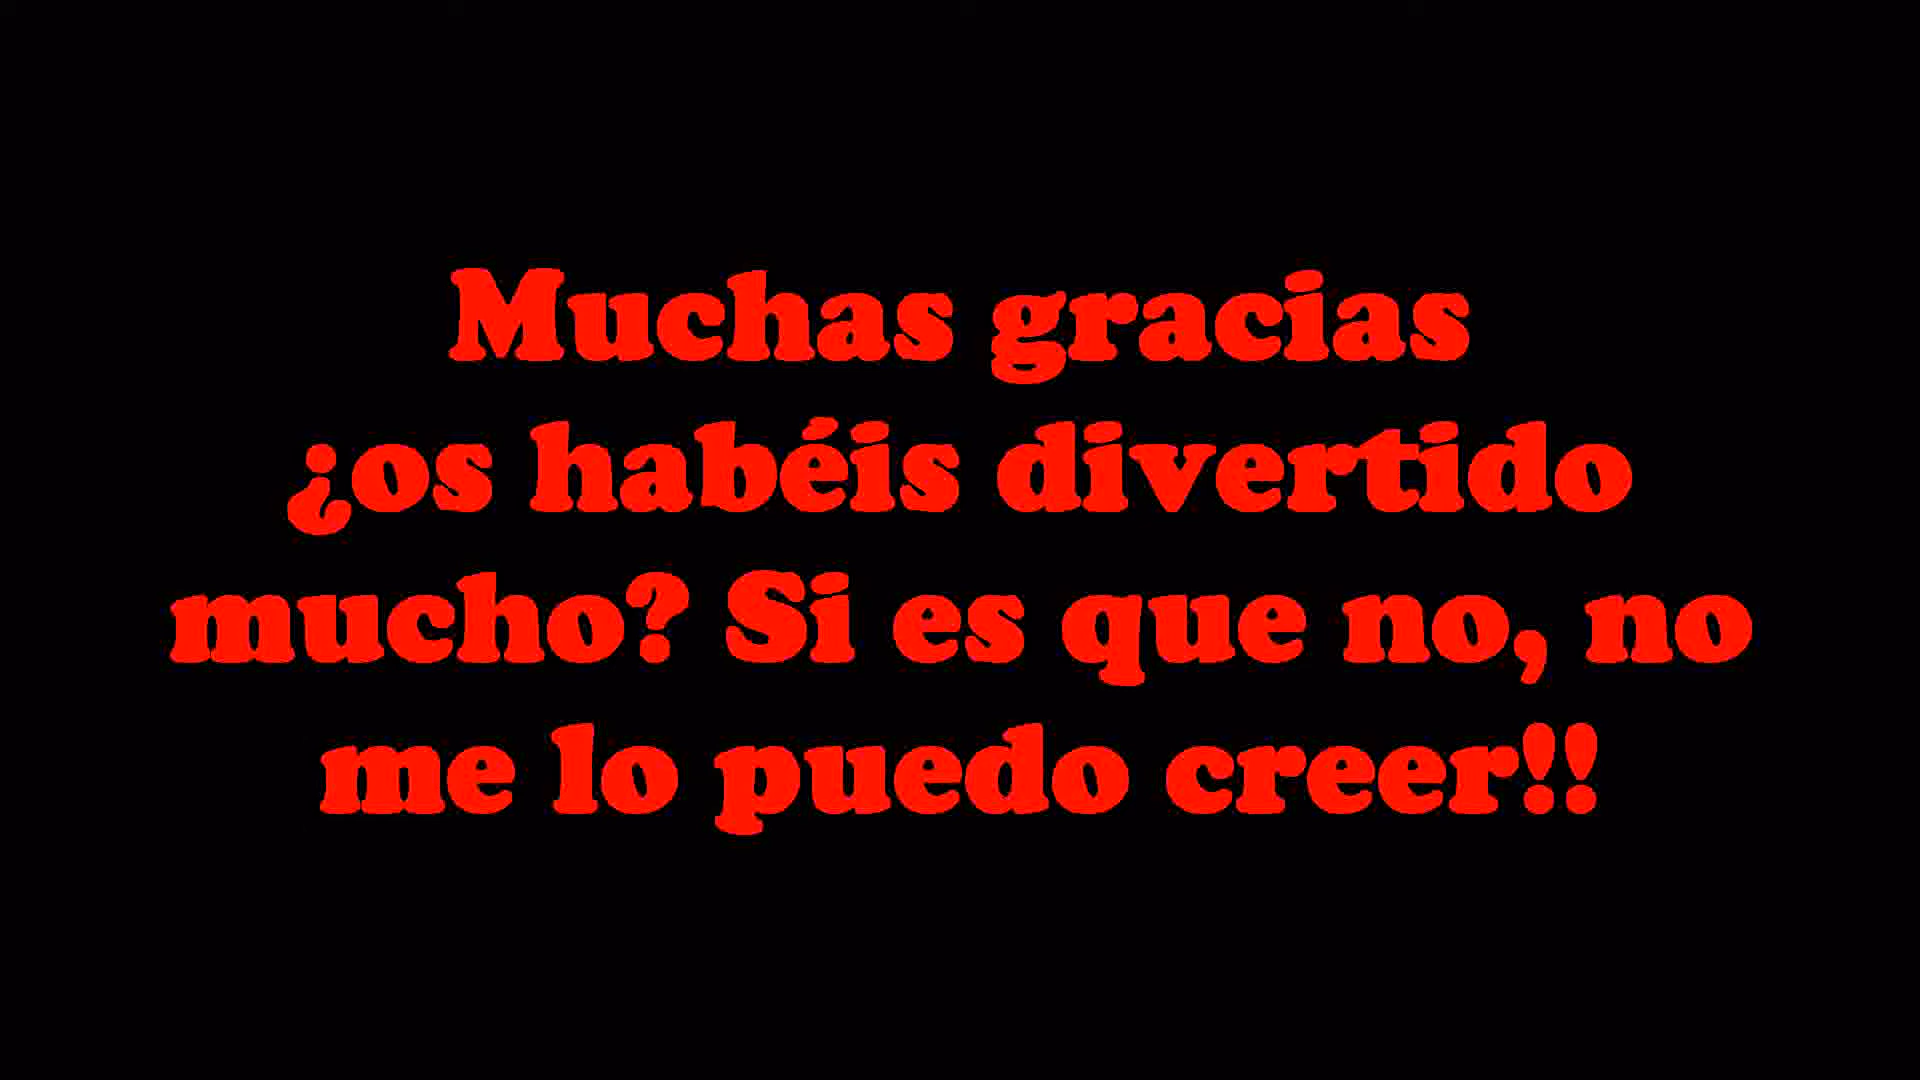 Muchas gracias
¿os habéis divertido
mucho? Si es que no, no
me lo puedo creer!!